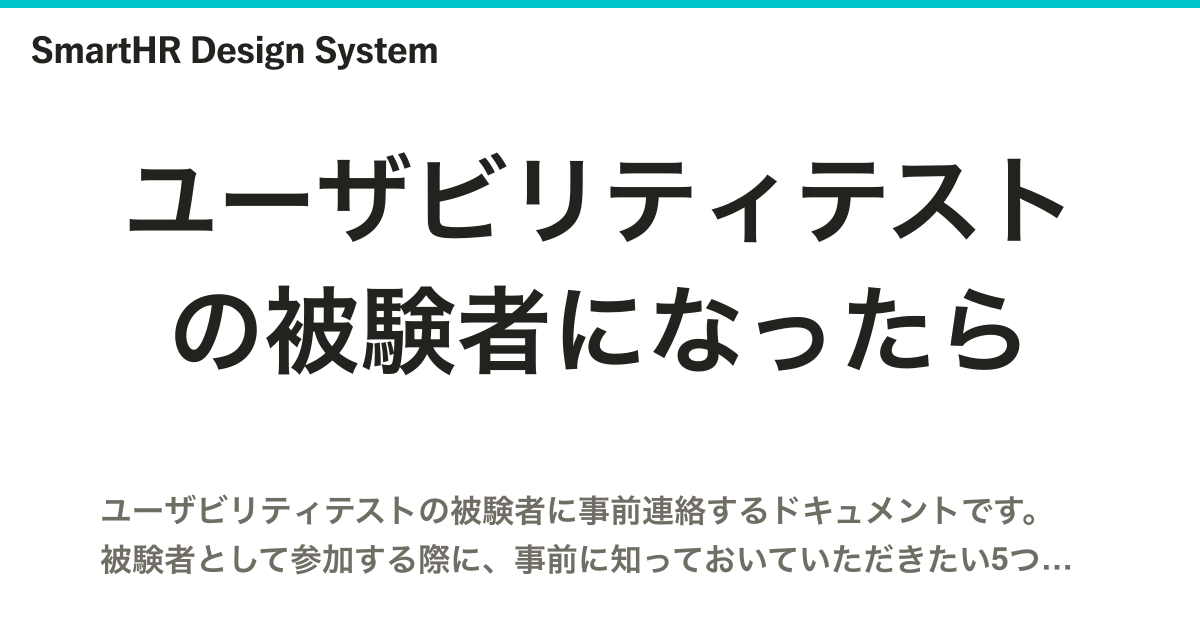 SmartHR Design System
ユーザビリティテスト
の被験者になったら
ユーザビリティテストの被験者に事前連絡するドキュメントです。
被験者として参加する際に、事前に知っておいていただきたい5つ…